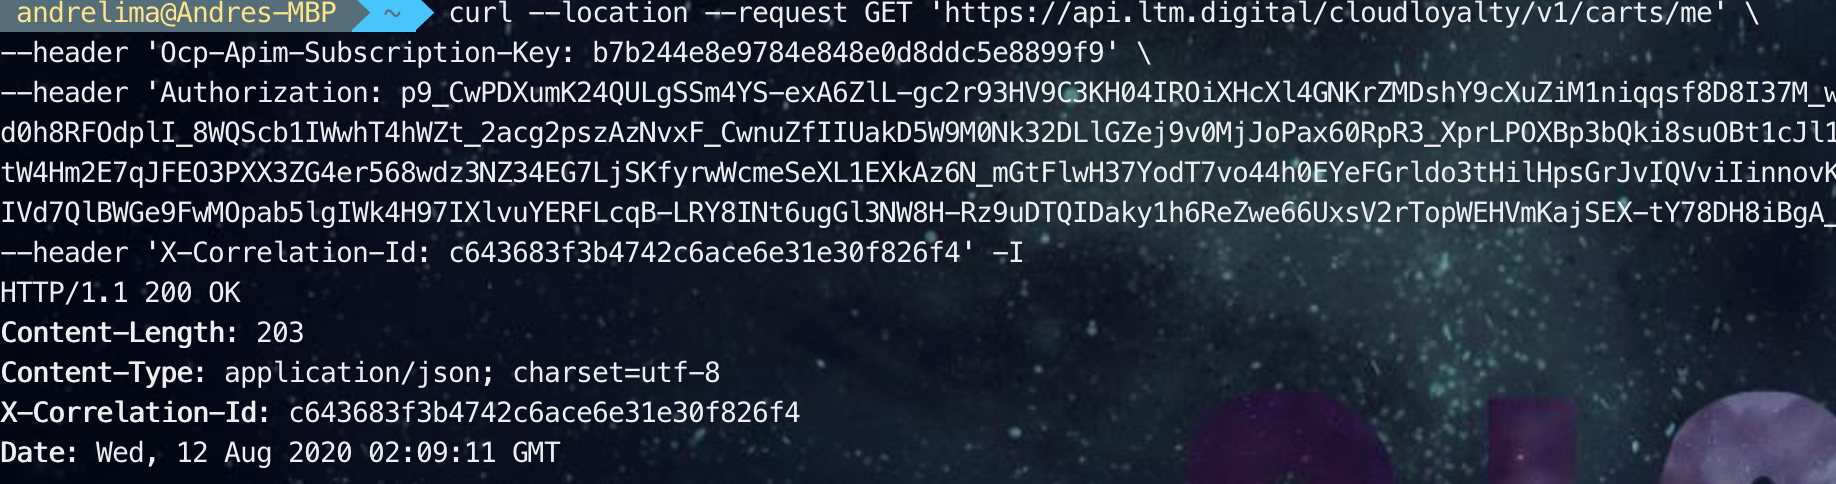 andrelima@Andres-MBP ~ curl --location --request GET 'https://api.ltm.digital/cloudloyalty/v1/carts/me' \
--header 'Ocp-Apim-Subscription-Key: b7b244e8e9784e848e0d8ddc5e8899f9' \
--header 'Authorization: p9_CwPDXumK24QULgSSm4YS-exA6ZlL-gc2r93HV9C3KH04IROiXHcXl4GNKrZMDshY9cXuZiM1niqqsf8D8I37M_w
d0h8RFOdplI_8WQScb1IWwhT4hWZt_2acg2pszAzNvxF_CwnuZfIIUakD5W9M0Nk32DLlGZej9v0MjJoPax60RpR3_XprLPOXBp3bQki8suOBt1cJl1
tW4Hm2E7qJFEO3PXX3ZG4er568wdz3NZ34EG7LjSKfyrwWcmeSeXL1EXkAz6N_mGtFlwH37YodT7vo44h0EYeFGrldo3tHilHpsGrJvIQVviIinnovK
IVd7QlBWGe9FwMOpab5lgIWk4H97IXlvuYERFLcqB-LRY8INt6ugGl3NW8H-Rz9uDTQIDaky1h6ReZwe66UxsV2rTopWEHVmKajSEX-tY78DH8iBgA_
--header 'X-Correlation-Id: c643683f3b4742c6ace6e31e30f826f4' -I
HTTP/1.1 200 OK
Content-Length: 203
Content-Type: application/json; charset=utf-8
X-Correlation-Id: c643683f3b4742c6ace6e31e30f826f4
Date: Wed, 12 Aug 2020 02:09:11 GMT